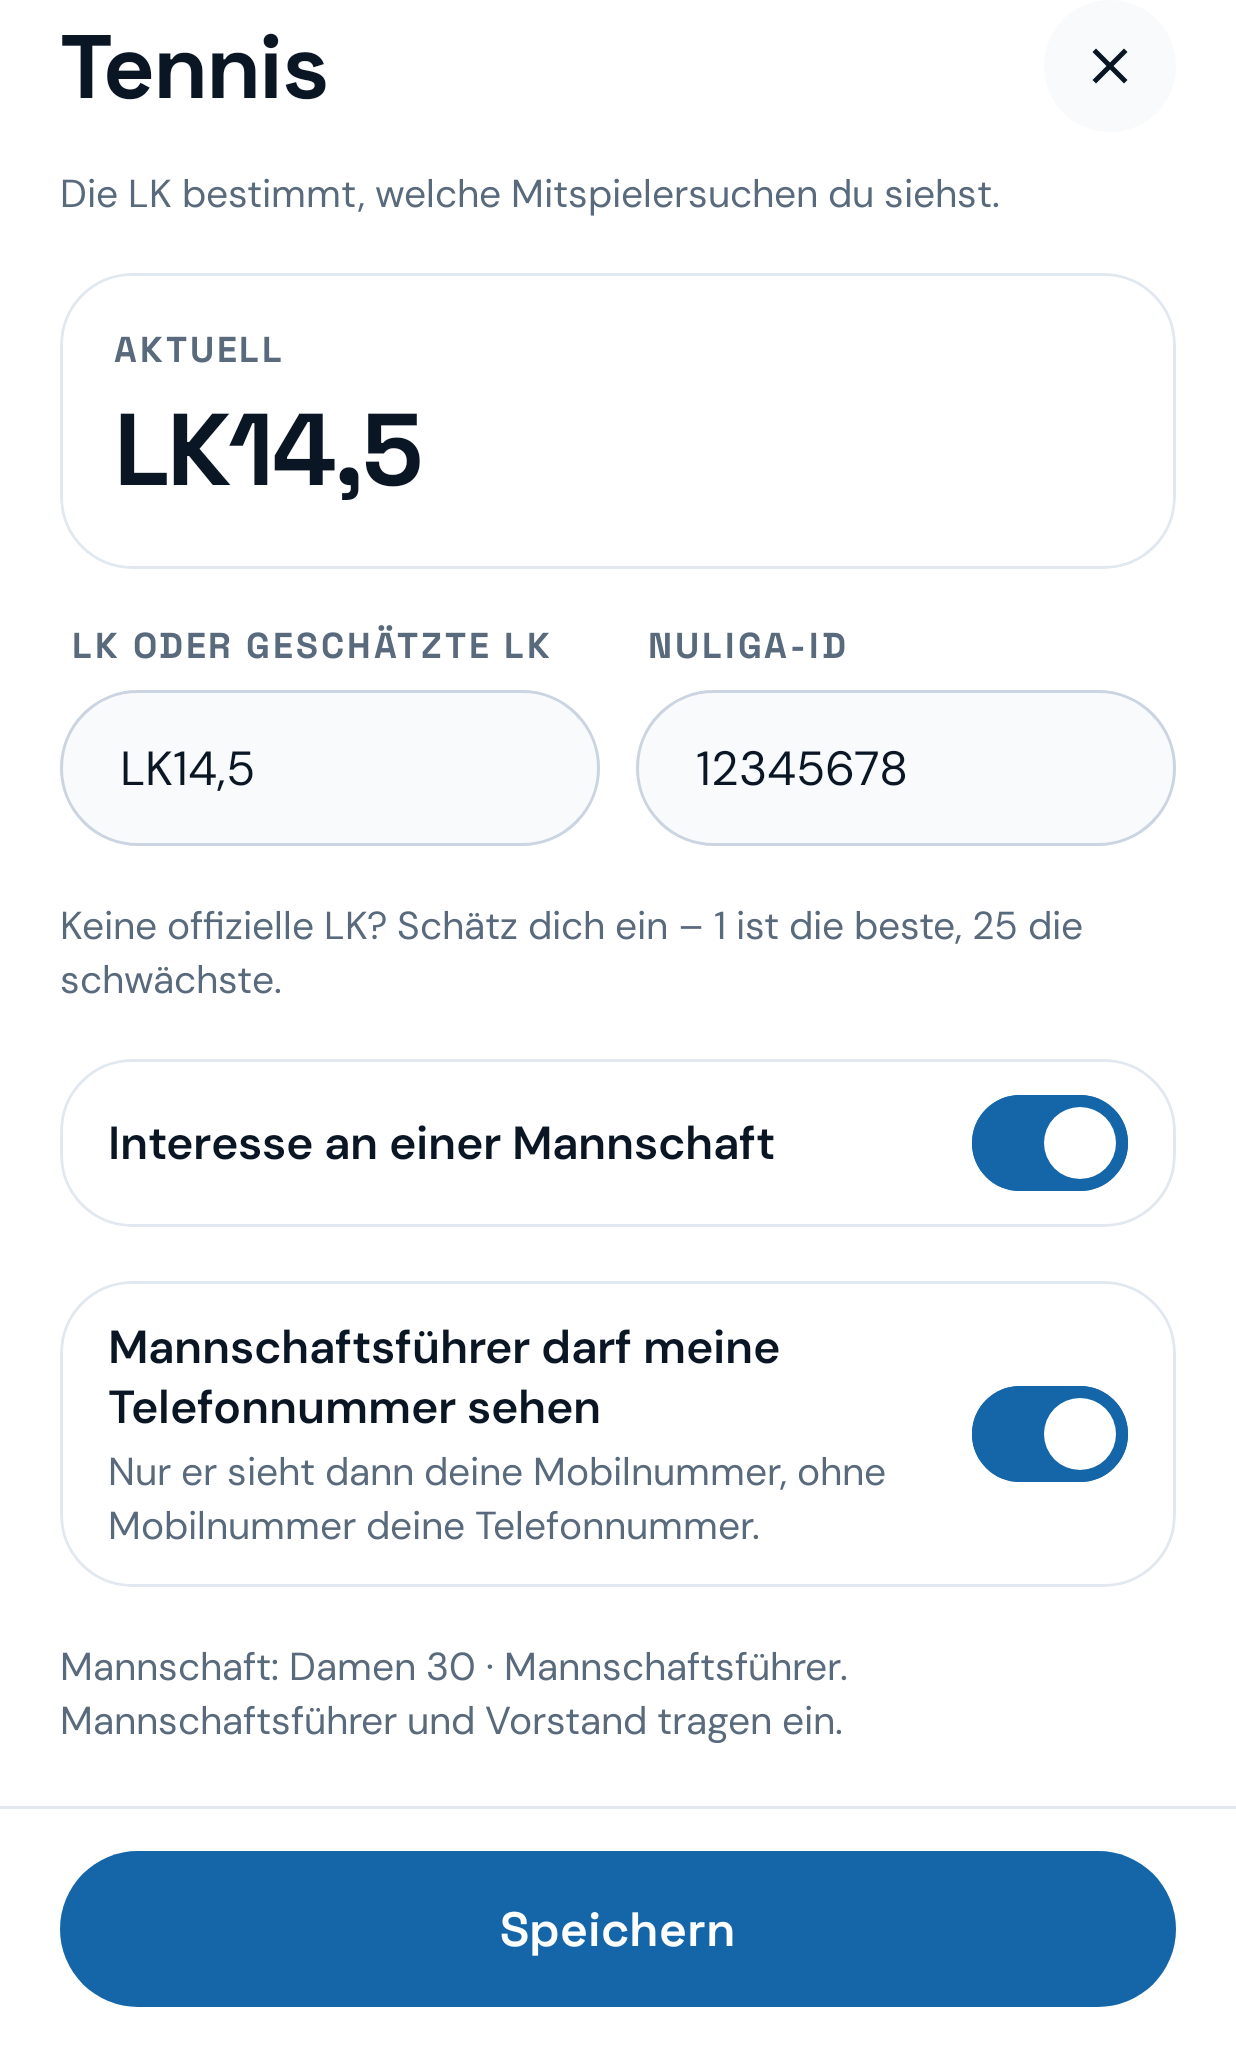 Tennis
Die LK bestimmt, welche Mitspielersuchen du siehst.
AKTUELL
LK14,5
LK ODER GESCHÄTZTE LK
NULIGA-ID
LK14,5
12345678
Keine offizielle LK? Schätz dich ein – 1 ist die beste, 25 die
schwächste.
Interesse an einer Mannschaft
Mannschaftsführer darf meine
Telefonnummer sehen
Nur er sieht dann deine Mobilnummer, ohne
Mobilnummer deine Telefonnummer.
Mannschaft: Damen 30 · Mannschaftsführer.
Mannschaftsführer und Vorstand tragen ein.
Speichern